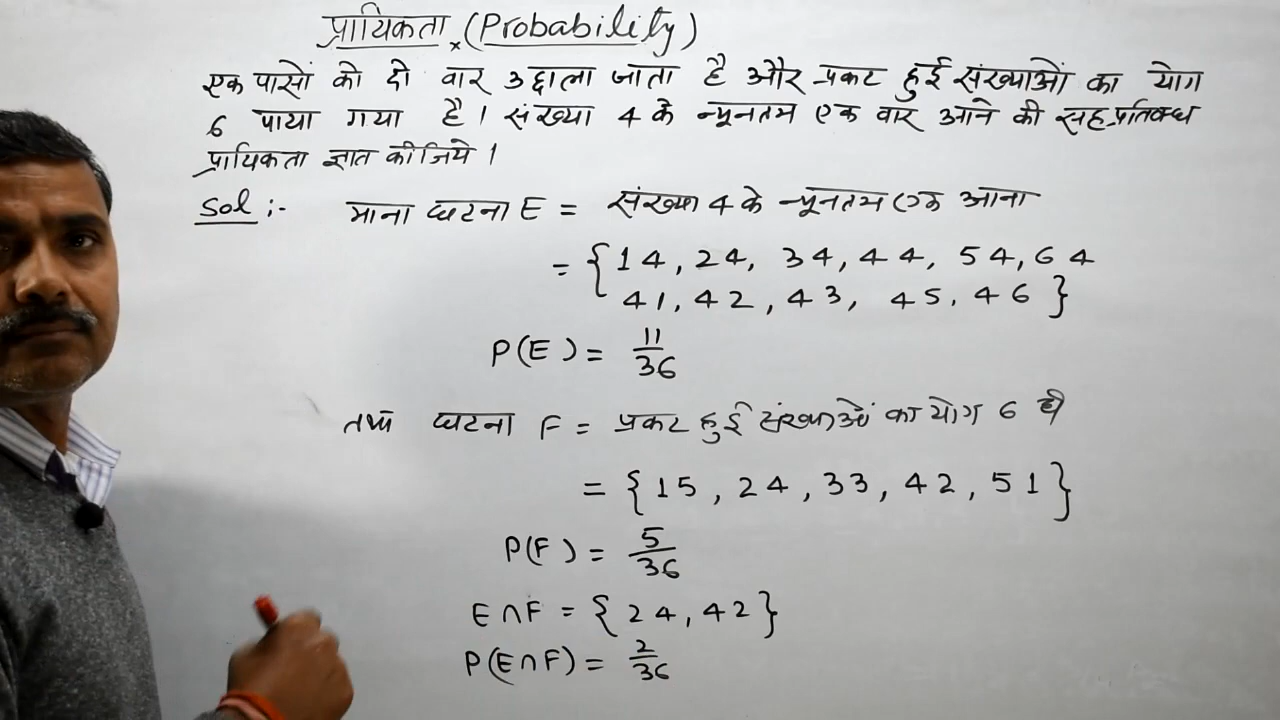 प्रायिकता (Probability)
एक पासों को दो वार उछाला जाता है और प्रकट हुई संख्याओं का योग
6 पाया गया है। संख्या 4 के न्यूनतम एक वार आने की सह प्रतिबन्ध
प्रायिकता ज्ञात कीजिये।
Sol :- माना घटना E = संख्या 4 के न्यूनतम एक आना
= {14, 24, 34, 44, 54, 64
41, 42, 43, 45, 46}
P(E) = 11/36
तथा घटना F = प्रकट हुई संख्याओं का योग 6 हो
= {15, 24, 33, 42, 51}
P(F) = 5/36
E∩F = {24, 42}
P(E∩F) = 2/36